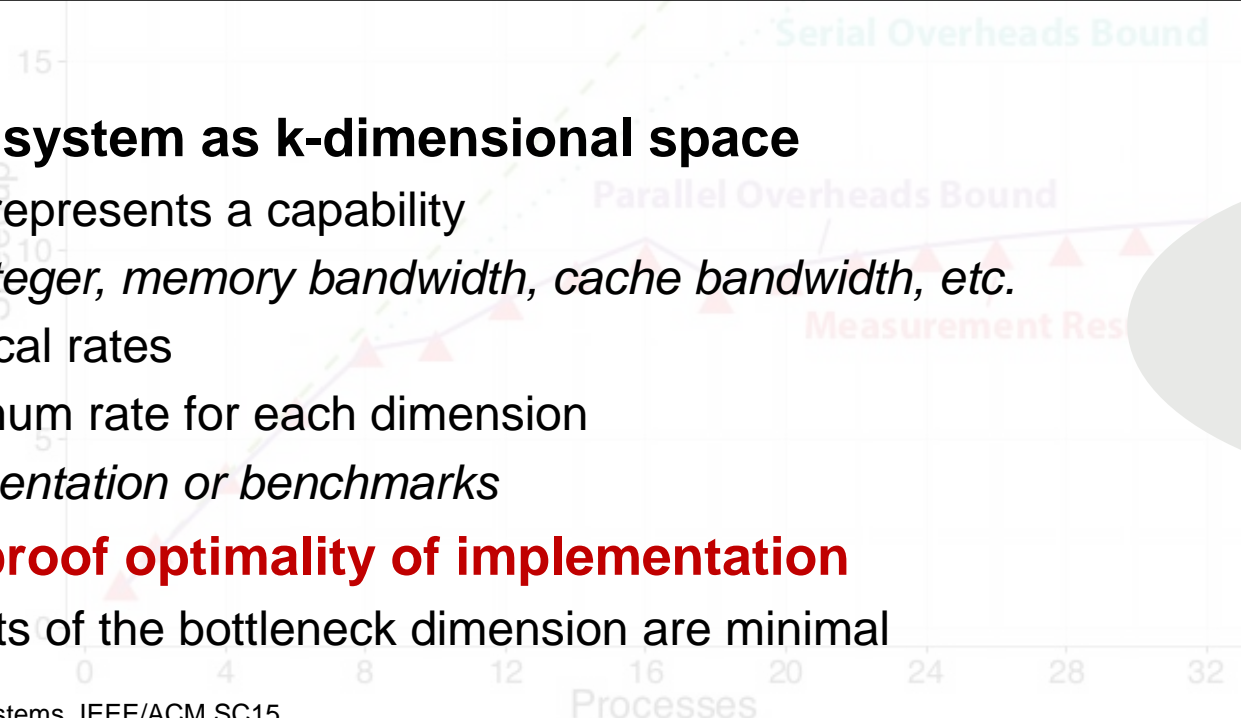 15
Serial Overheads Bound
system as k-dimensional space
represents a capability
Parallel Overheads Bound
10
teger, memory bandwidth, cache bandwidth, etc.
Measurement Res
cal rates
num rate for each dimension
5
entation or benchmarks
proof optimality of implementation
ts of the bottleneck dimension are minimal
0
0 4 8 12 16 20 24 28 32
Processes
stems, IEEE/ACM SC15